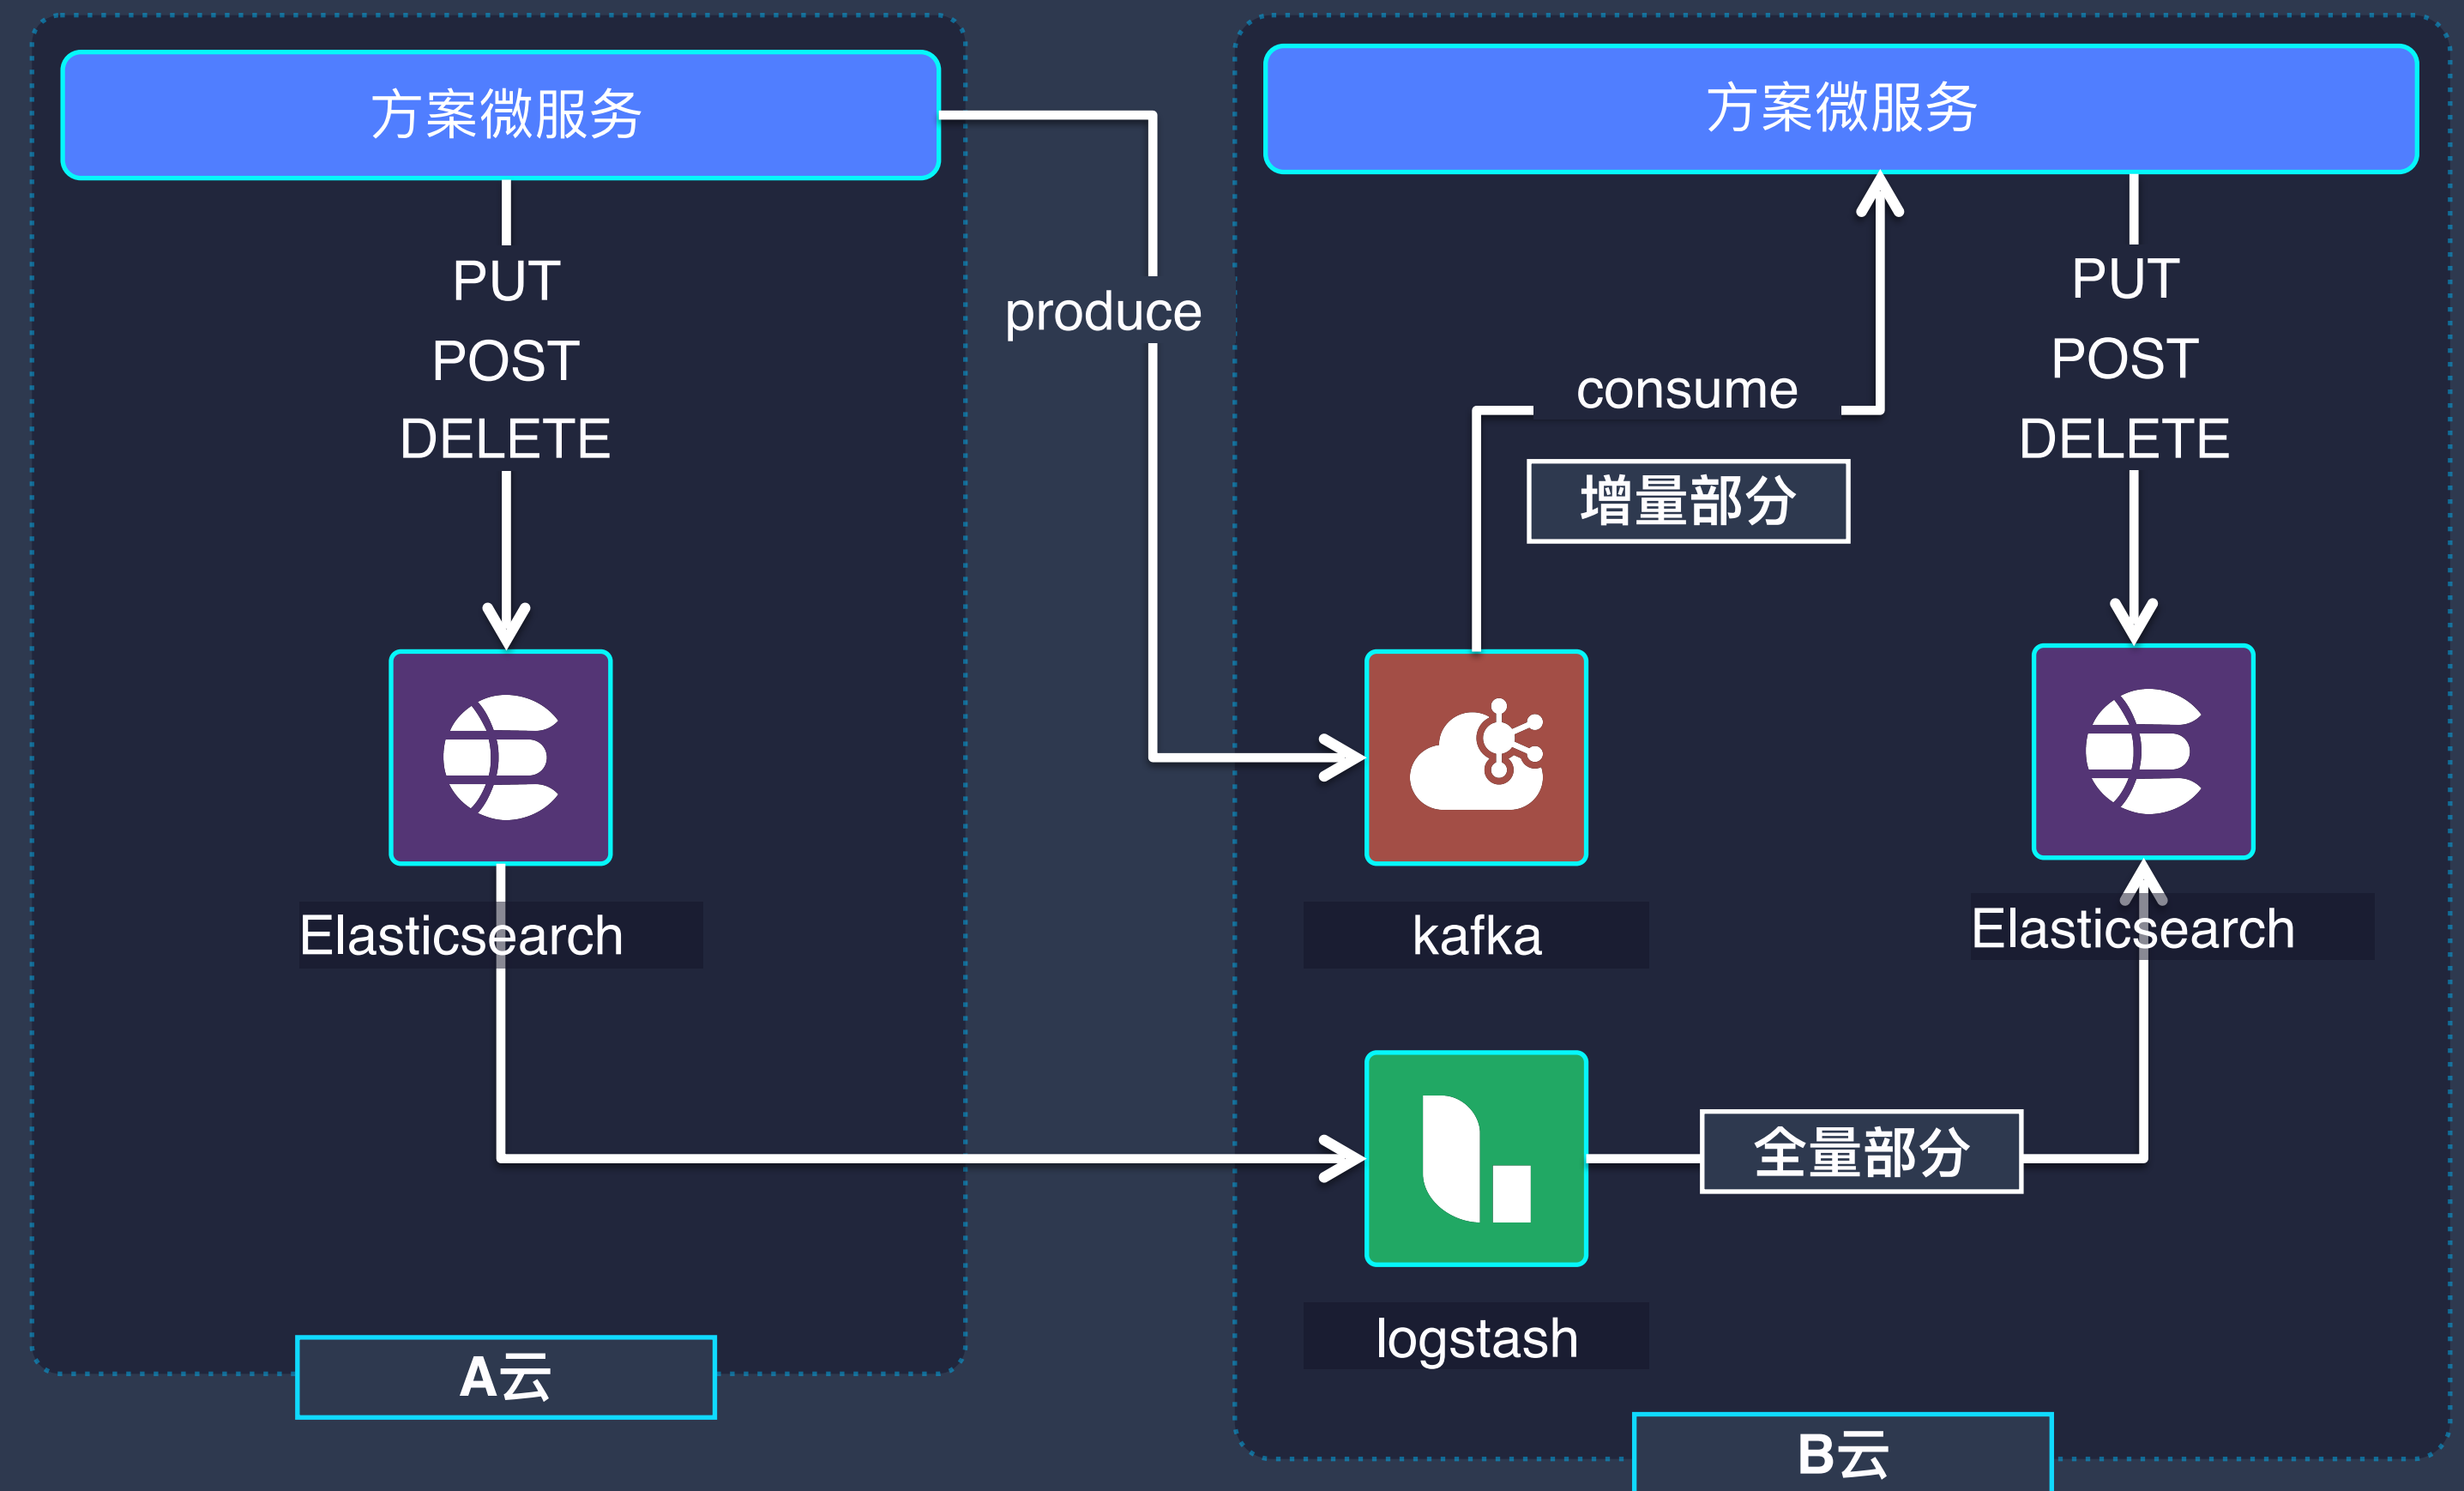 方案微服务
PUT
POST
DELETE
Elasticsearch
A云
produce
方案微服务
consume
增量部分
PUT
POST
DELETE
kafka
Elasticsearch
logstash
全量部分
B云